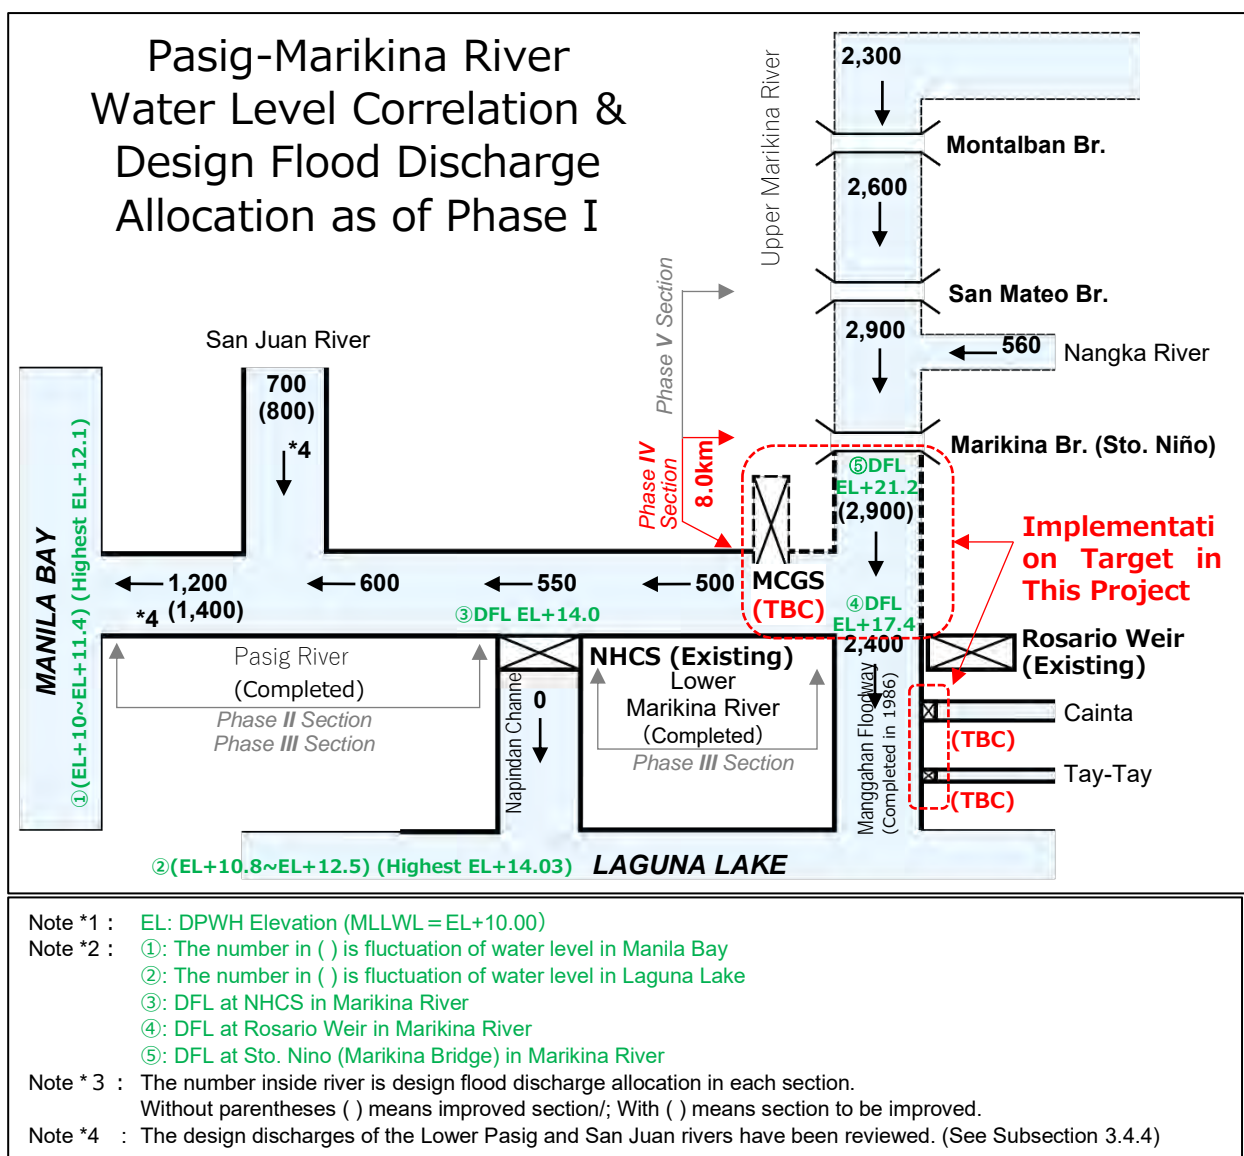 Pasig-Marikina River
Water Level Correlation &
Design Flood Discharge
Allocation as of Phase I
Upper Marikina River
2,300
Montalban Br.
2,600
San Mateo Br.
2,900
560
Nangka River
Marikina Br. (Sto. Niño)
Phase V Section
Phase IV
Section
8.0km
⑤DFL
EL+21.2
(2,900)
Implementati
on Target in
This Project
San Juan River
700
(800)
*4
MANILA BAY
①(EL+10~EL+11.4) (Highest EL+12.1)
1,200
*4 (1,400)
600
550
500
③DFL EL+14.0
MCGS
(TBC)
④DFL
EL+17.4
2,400
Rosario Weir
(Existing)
Pasig River
(Completed)
Phase II Section
Phase III Section
Napindan Channel
0
NHCS (Existing)
Lower
Marikina River
(Completed)
Phase III Section
Manggahan Floodway
(Completed in 1986)
Cainta
(TBC)
Tay-Tay
(TBC)
②(EL+10.8~EL+12.5) (Highest EL+14.03)
LAGUNA LAKE
Note *1 : EL: DPWH Elevation (MLLWL＝EL+10.00)
Note *2 : ①: The number in ( ) is fluctuation of water level in Manila Bay
②: The number in ( ) is fluctuation of water level in Laguna Lake
③: DFL at NHCS in Marikina River
④: DFL at Rosario Weir in Marikina River
⑤: DFL at Sto. Nino (Marikina Bridge) in Marikina River
Note * 3 : The number inside river is design flood discharge allocation in each section.
Without parentheses ( ) means improved section/; With ( ) means section to be improved.
Note *4 : The design discharges of the Lower Pasig and San Juan rivers have been reviewed. (See Subsection 3.4.4)